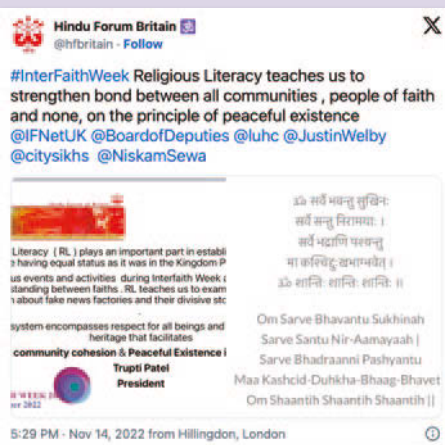 Hindu Forum Britain
@hfbritain · Follow
X
#InterFaithWeek Religious Literacy teaches us to
strengthen bond between all communities , people of faith
and none, on the principle of peaceful existence
@IFNetUK @BoardofDeputies @luhc @JustinWelby
@citysikhs @NiskamSewa
Literacy ( RL ) plays an important part in establi
having equal status as it was in the Kingdom P
us events and activities during Interfaith Week
standing between faiths . RL teaches us to exam
about fake news factories and their divisive sto
system encompasses respect for all beings and
heritage that facilitates
community cohesion & Peaceful Existence i
Trupti Patel
President
WEEK
2022
ॐ सर्वे भवन्तु सुखिनः
सर्वे सन्तु निरामयाः ।
सर्वे भद्राणि पश्यन्तु
मा कश्चिद् दुःखभाग्भवेत् ।
ॐ शान्तिः शान्तिः शान्तिः ॥
Om Sarve Bhavantu Sukhinah
Sarve Santu Nir-Aamayaah |
Sarve Bhadraanni Pashyantu
Maa Kashcid-Duhkha-Bhaag-Bhavet
Om Shaantih Shaantih Shaantih ||
5:29 PM · Nov 14, 2022 from Hillingdon, London